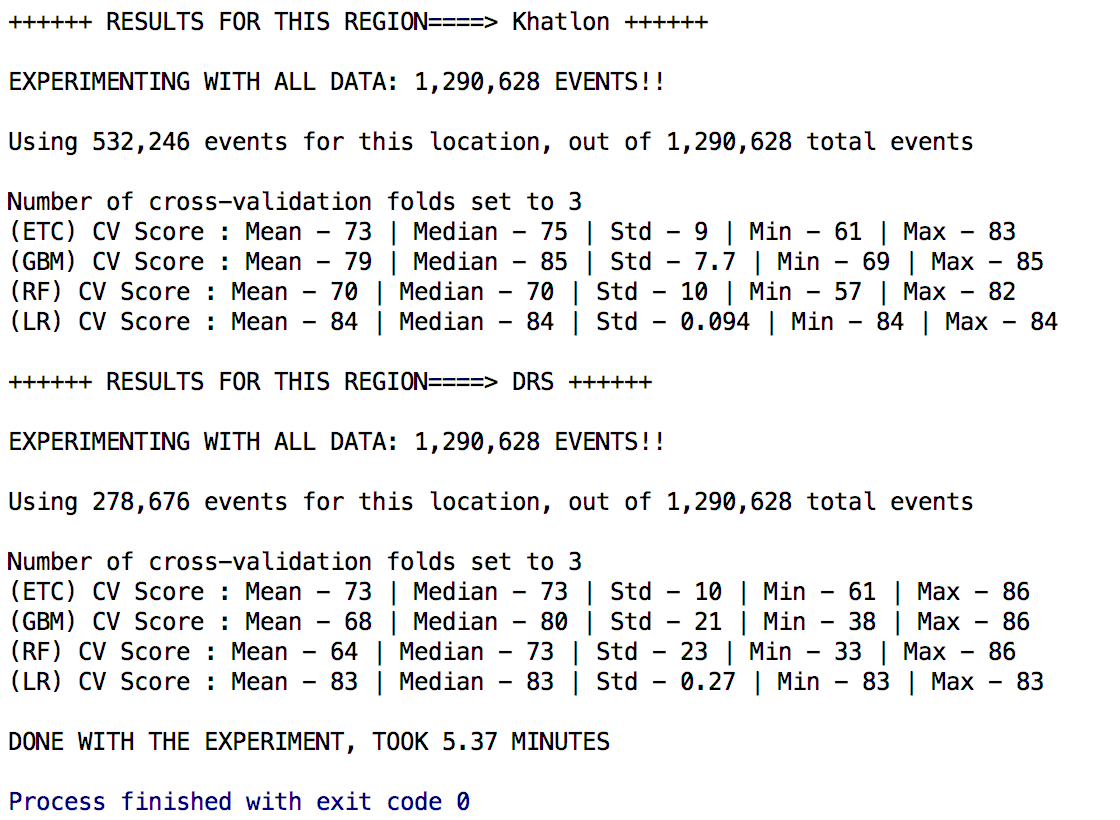 ++++++ RESULTS FOR THIS REGION====> Khatlon ++++++
EXPERIMENTING WITH ALL DATA: 1,290,628 EVENTS!!
Using 532,246 events for this location, out of 1,290,628 total events
Number of cross-validation folds set to 3
(ETC) CV Score : Mean - 73 | Median - 75 | Std - 9 | Min - 61 | Max - 83
(GBM) CV Score : Mean - 79 | Median - 85 | Std - 7.7 | Min - 69 | Max - 85
(RF) CV Score : Mean - 70 | Median - 70 | Std - 10 | Min - 57 | Max - 82
(LR) CV Score : Mean - 84 | Median - 84 | Std - 0.094 | Min - 84 | Max - 84
++++++ RESULTS FOR THIS REGION====> DRS ++++++
EXPERIMENTING WITH ALL DATA: 1,290,628 EVENTS!!
Using 278,676 events for this location, out of 1,290,628 total events
Number of cross-validation folds set to 3
(ETC) CV Score : Mean - 73 | Median - 73 | Std - 10 | Min - 61 | Max - 86
(GBM) CV Score : Mean - 68 | Median - 80 | Std - 21 | Min - 38 | Max - 86
(RF) CV Score : Mean - 64 | Median - 73 | Std - 23 | Min - 33 | Max - 86
(LR) CV Score : Mean - 83 | Median - 83 | Std - 0.27 | Min - 83 | Max - 83
DONE WITH THE EXPERIMENT, TOOK 5.37 MINUTES
Process finished with exit code 0